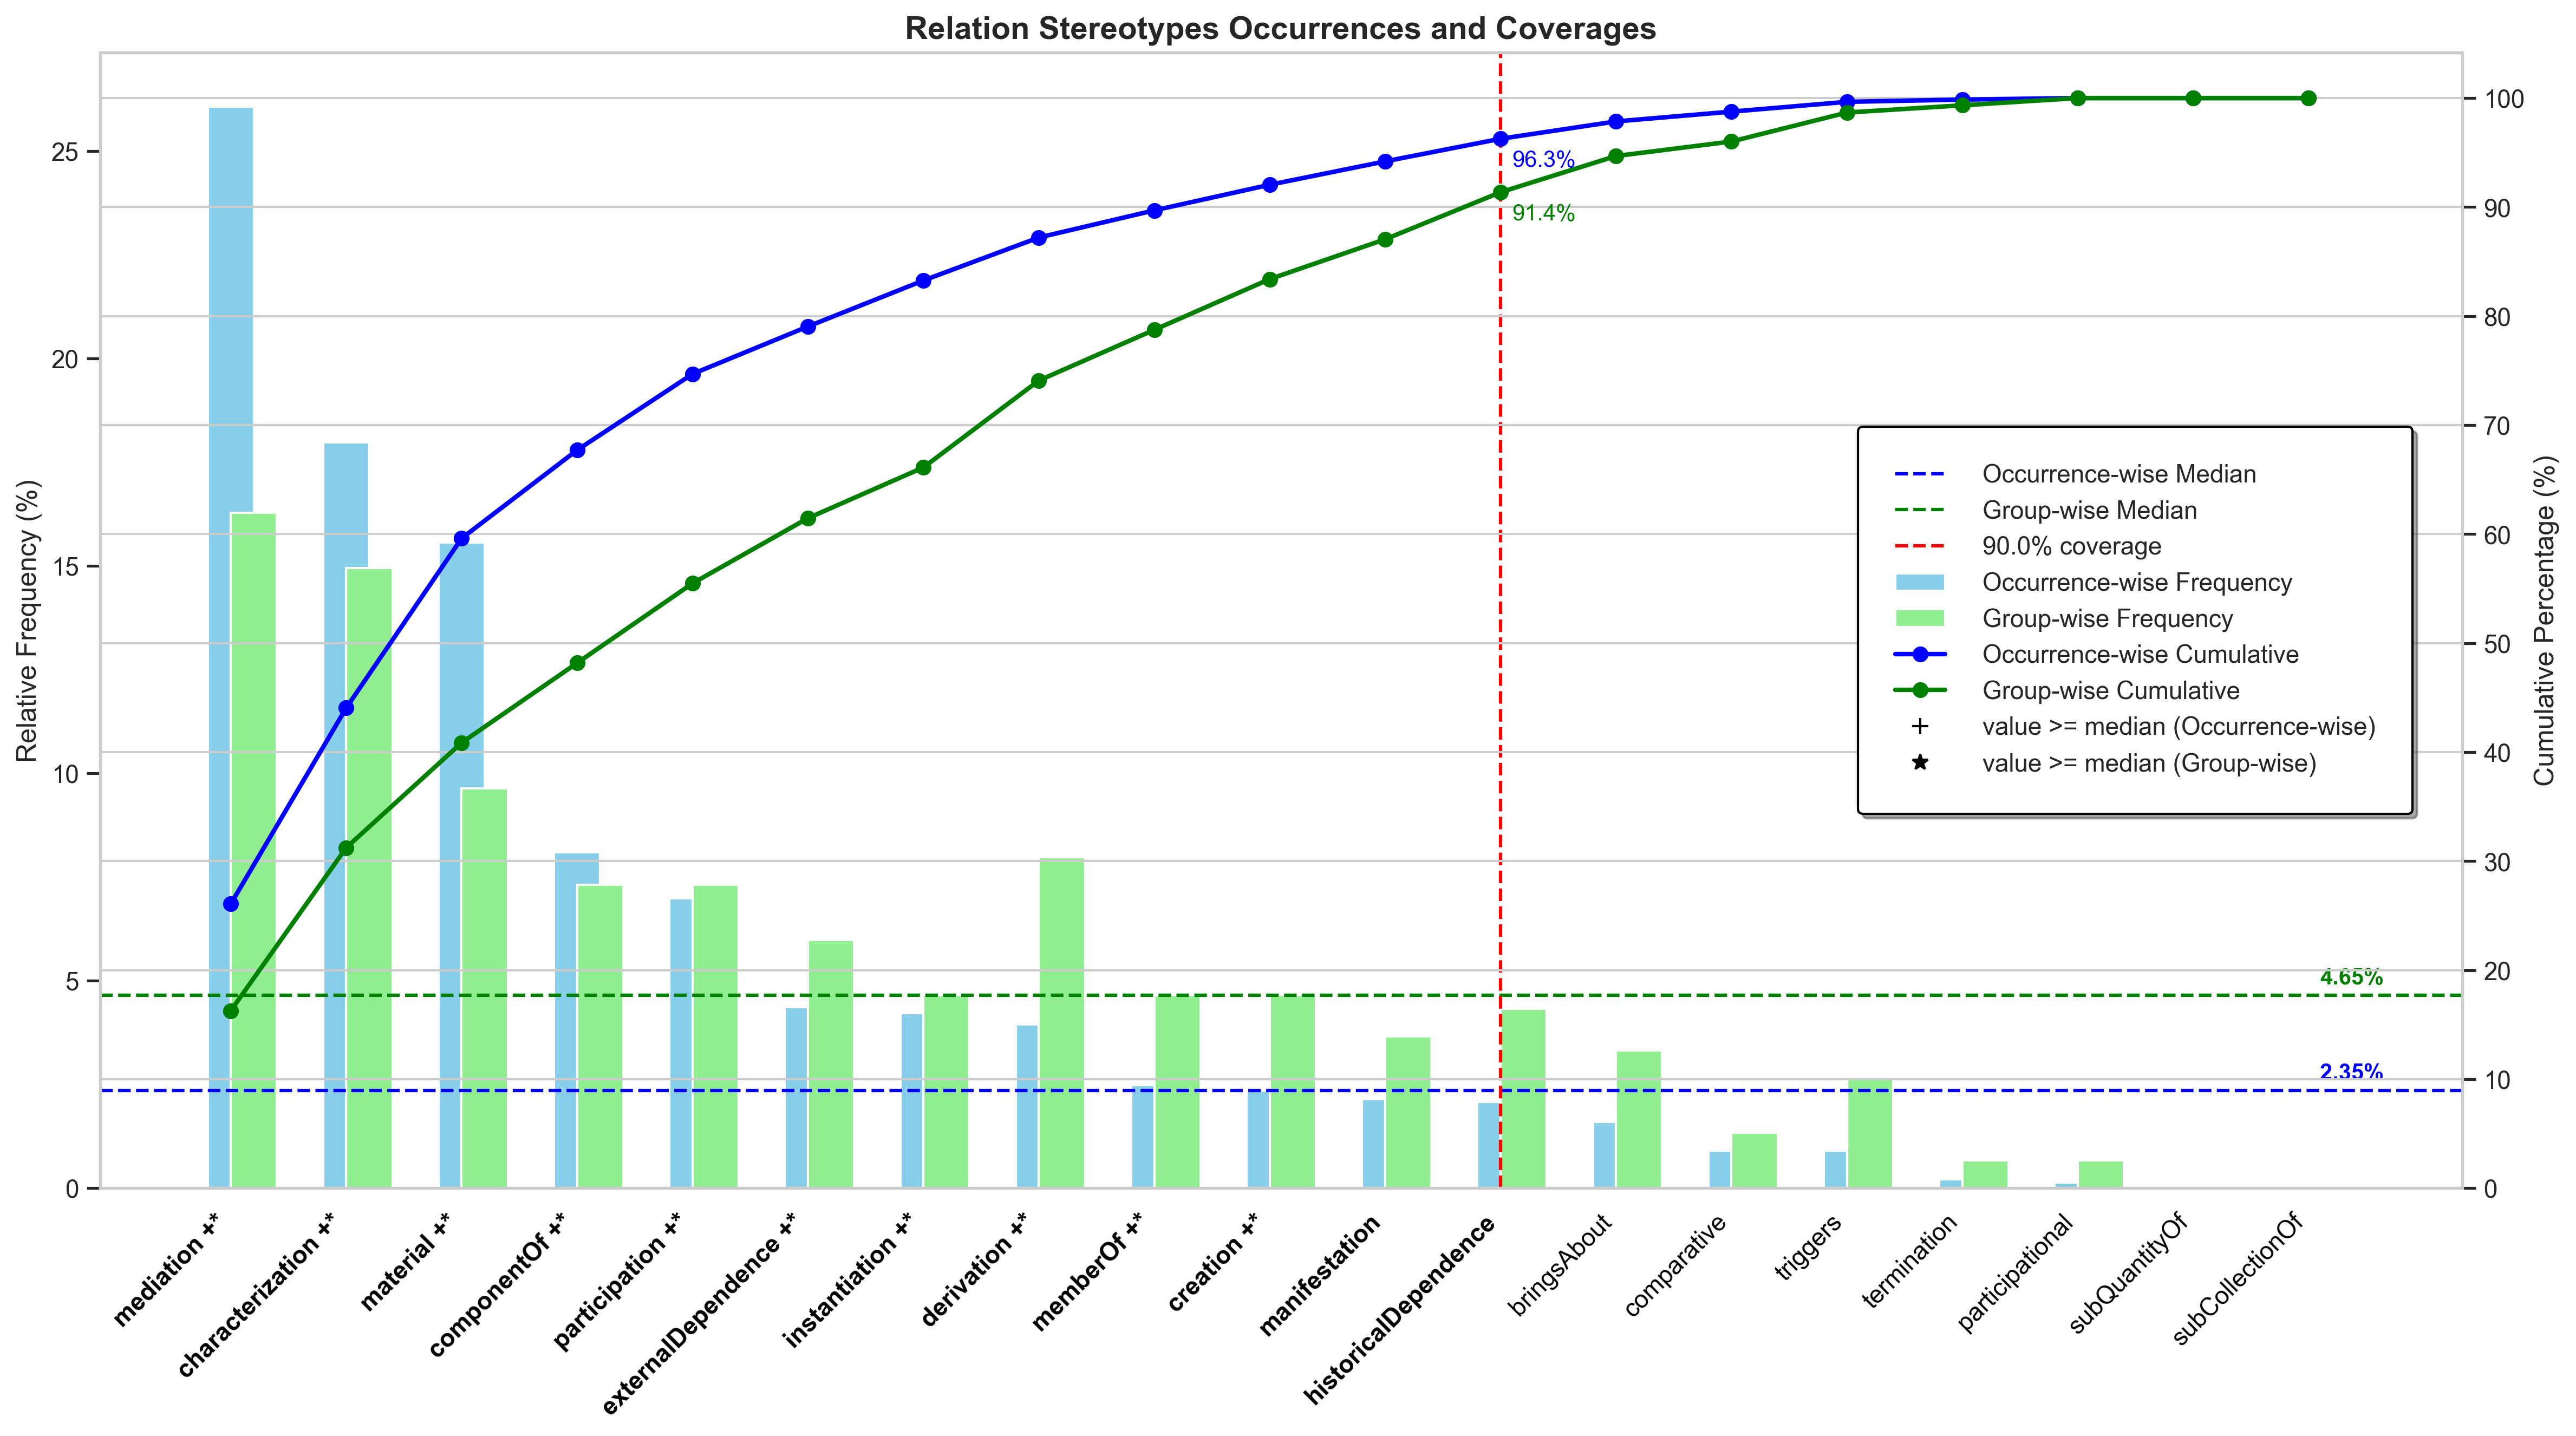 Relation Stereotypes Occurrences and Coverages
Relative Frequency (%)
25
20
15
10
5
0
100
90
80
70
60
50
40
30
20
10
0
Cumulative Percentage (%)
96.3%
91.4%
4.65%
2.35%
Occurrence-wise Median
Group-wise Median
90.0% coverage
Occurrence-wise Frequency
Group-wise Frequency
Occurrence-wise Cumulative
Group-wise Cumulative
+ value >= median (Occurrence-wise)
★ value >= median (Group-wise)
mediation +*
characterization +*
material +*
componentOf +*
participation +*
externalDependence +*
instantiation +*
derivation +*
memberOf +*
creation +*
manifestation
historicalDependence
bringsAbout
comparative
triggers
termination
participational
subQuantityOf
subCollectionOf